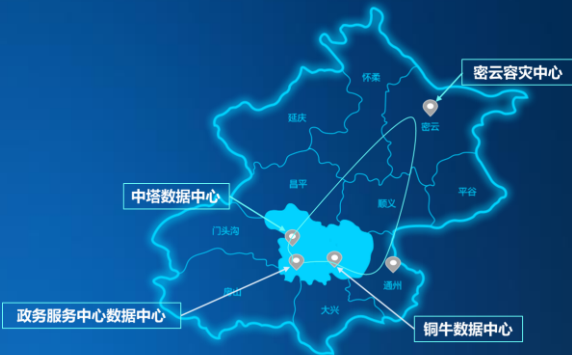 密云容灾中心
怀柔
延庆
密云
昌平
平谷
中塔数据中心
顺义
门头沟
房山
通州
大兴
政务服务中心数据中心
铜牛数据中心